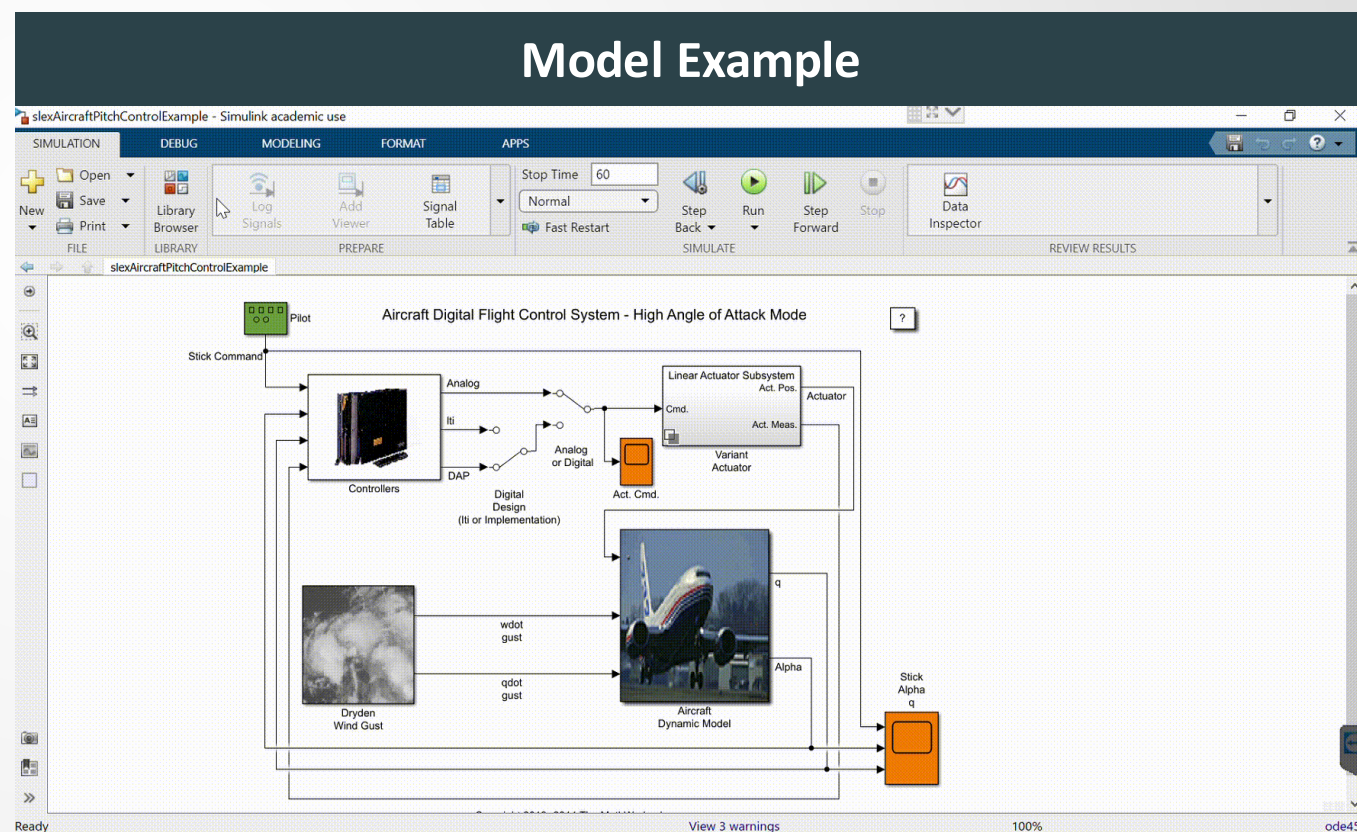 Model Example
slexAircraftPitchControlExample - Simulink academic use
SIMULATION
DEBUG
MODELING
FORMAT
APPS
New
Open
Save
Print
FILE
Library
Browser
LIBRARY
Log
Signals
Add
Viewer
Signal
Table
PREPARE
Stop Time 60
Normal
Fast Restart
Step
Back
Run
Step
Forward
Stop
SIMULATE
Data
Inspector
REVIEW RESULTS
slexAircraftPitchControlExample
Pilot
Aircraft Digital Flight Control System - High Angle of Attack Mode
?
Stick Command
Analog
lti
DAP
Controllers
Digital
Design
(lti or Implementation)
Analog
or Digital
Act. Cmd.
Linear Actuator Subsystem
Act. Pos.
Cmd.
Act. Meas.
Variant
Actuator
Actuator
wdot
gust
qdot
gust
Dryden
Wind Gust
q
Alpha
Aircraft
Dynamic Model
Stick
Alpha
q
Ready
View 3 warnings
100%
ode45